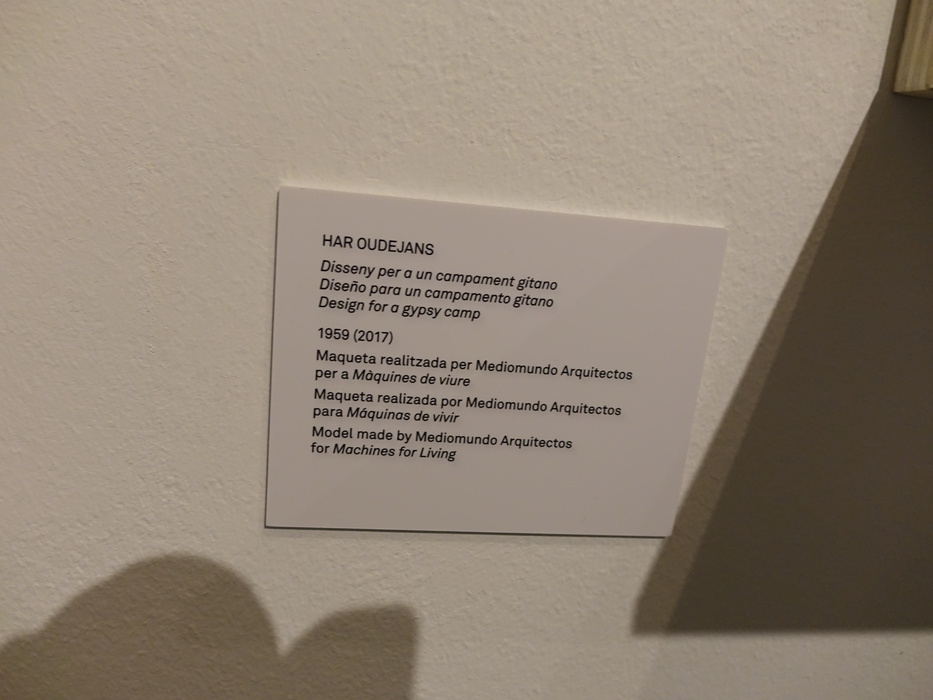 HAR OUDEJANS
Disseny per a un campament gitano
Diseño para un campamento gitano
Design for a gypsy camp
1959 (2017)
Maqueta realitzada per Mediomundo Arquitectos
per a Màquines de viure
Maqueta realizada por Mediomundo Arquitectos
para Máquinas de vivir
Model made by Mediomundo Arquitectos
for Machines for Living